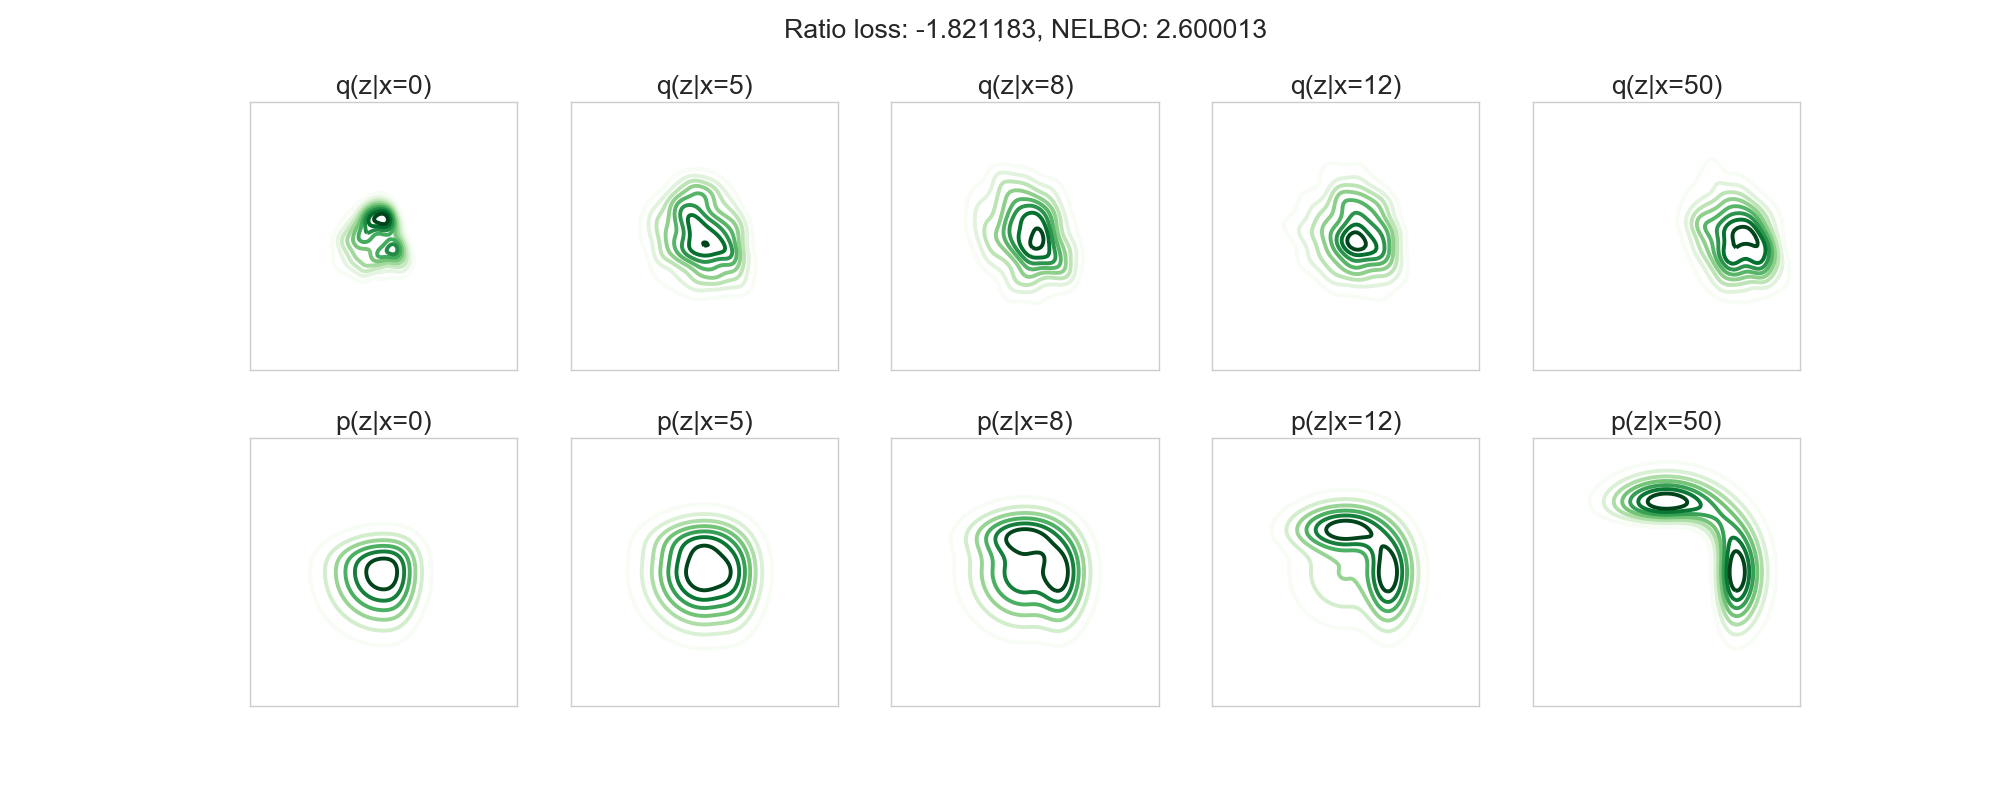 Ratio loss: -1.821183, NELBO: 2.600013
q(z|x=0) q(z|x=5) q(z|x=8) q(z|x=12) q(z|x=50)
p(z|x=0) p(z|x=5) p(z|x=8) p(z|x=12) p(z|x=50)